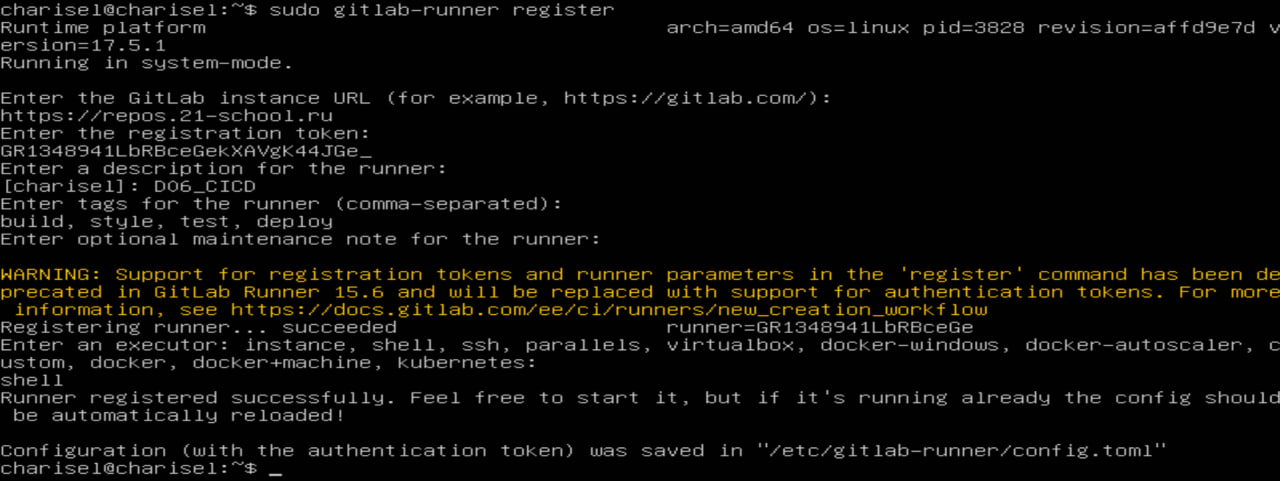 charisel@charisel:~$ sudo gitlab-runner register
Runtime platform                                    arch=amd64 os=linux pid=3828 revision=affd9e7d v
ersion=17.5.1
Running in system-mode.

Enter the GitLab instance URL (for example, https://gitlab.com/):
https://repos.21-school.ru
Enter the registration token:
GR1348941LbRBceGekXAVgK44JGe_
Enter a description for the runner:
[charisel]: DO6_CICD
Enter tags for the runner (comma-separated):
build, style, test, deploy
Enter optional maintenance note for the runner:

WARNING: Support for registration tokens and runner parameters in the 'register' command has been de
precated in GitLab Runner 15.6 and will be replaced with support for authentication tokens. For more
 information, see https://docs.gitlab.com/ee/ci/runners/new_creation_workflow
Registering runner... succeeded                     runner=GR1348941LbRBceGe
Enter an executor: instance, shell, ssh, parallels, virtualbox, docker-windows, docker-autoscaler, c
ustom, docker, docker+machine, kubernetes:
shell
Runner registered successfully. Feel free to start it, but if it's running already the config should
 be automatically reloaded!

Configuration (with the authentication token) was saved in "/etc/gitlab-runner/config.toml"
charisel@charisel:~$ _